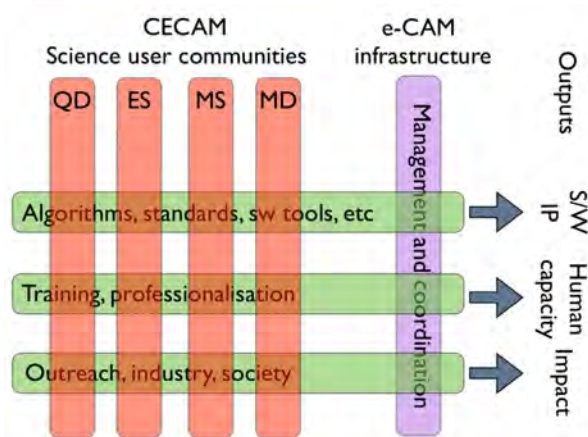 CECAM
Science user communities
e-CAM
infrastructure
Outputs
QD
ES
MS
MD
Management and coordination
Algorithms, standards, sw tools, etc
S/W
IP
Training, professionalisation
Human
capacity
Outreach, industry, society
Impact